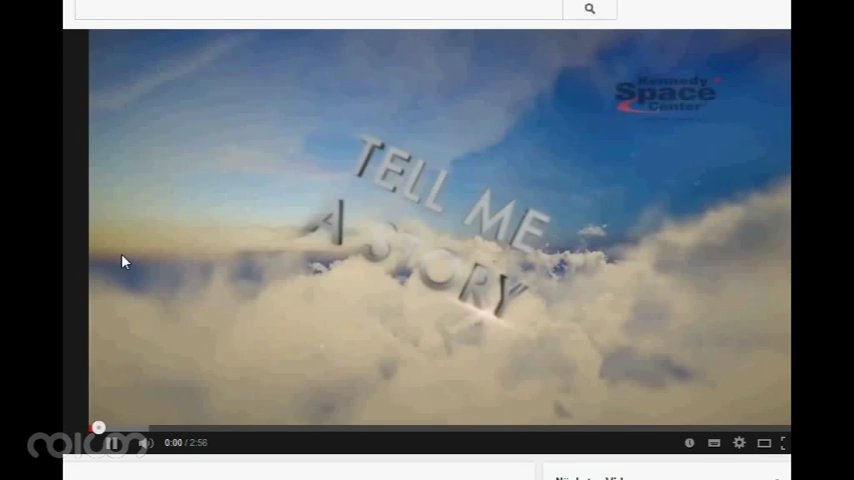 Kennedy
Space
Center
TELL ME
A STORY
0:00 / 2:56